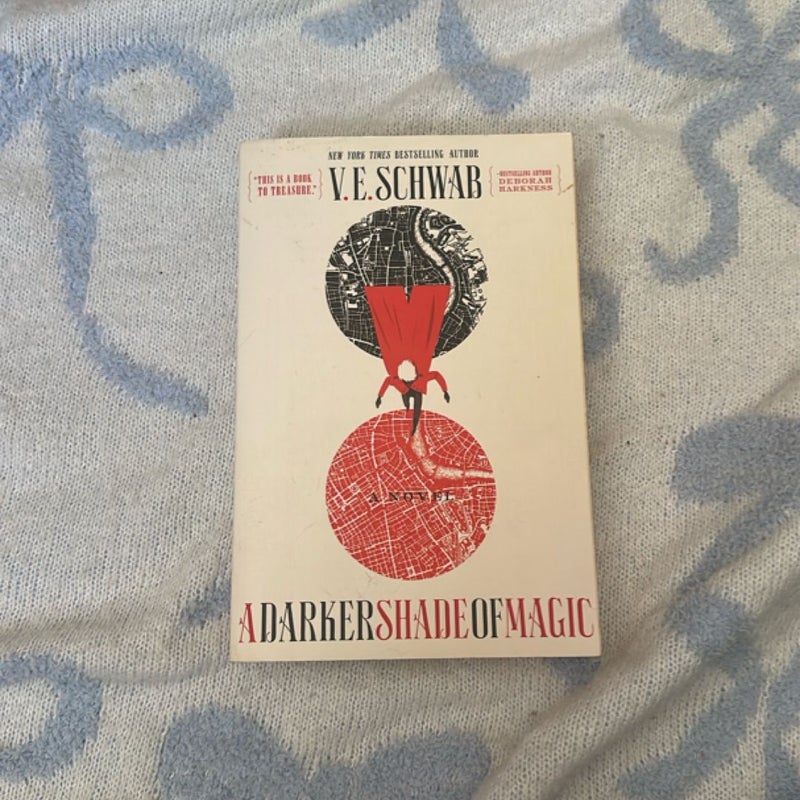 NEW YORK TIMES BESTSELLING AUTHOR
"THIS IS A BOOK
TO TREASURE."
V.E.SCHWAB
-BESTSELLING AUTHOR
DEBORAH
HARKNESS
A NOVEL
A DARKER SHADE OF MAGIC